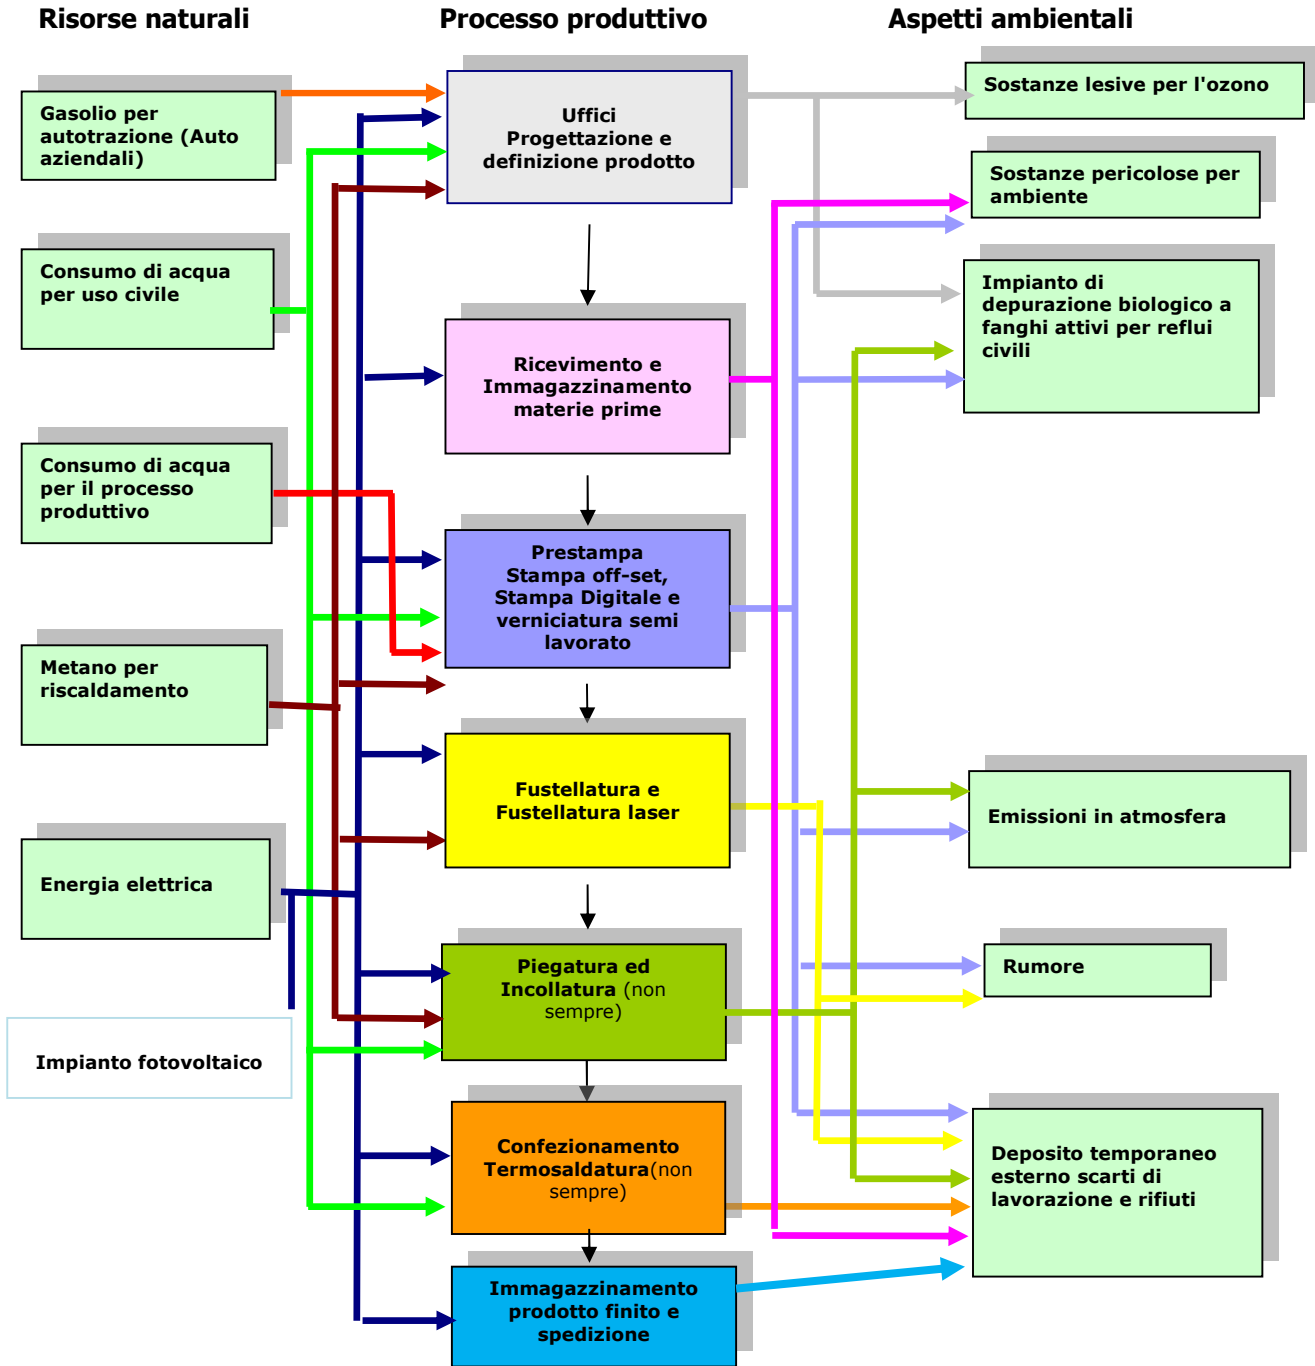 Risorse naturali
Processo produttivo
Aspetti ambientali
Gasolio per
autotrazione (Auto
aziendali)
Consumo di acqua
per uso civile
Consumo di acqua
per il processo
produttivo
Metano per
riscaldamento
Energia elettrica
Impianto fotovoltaico
Uffici
Progettazione e
definizione prodotto
Ricevimento e
Immagazzinamento
materie prime
Prestampa
Stampa off-set,
Stampa Digitale e
verniciatura semi
lavorato
Fustellatura e
Fustellatura laser
Piegatura ed
Incollatura (non
sempre)
Confezionamento
Termosaldatura(non
sempre)
Immagazzinamento
prodotto finito e
spedizione
Sostanze lesive per l'ozono
Sostanze pericolose per
ambiente
Impianto di
depurazione biologico a
fanghi attivi per reflui
civili
Emissioni in atmosfera
Rumore
Deposito temporaneo
esterno scarti di
lavorazione e rifiuti